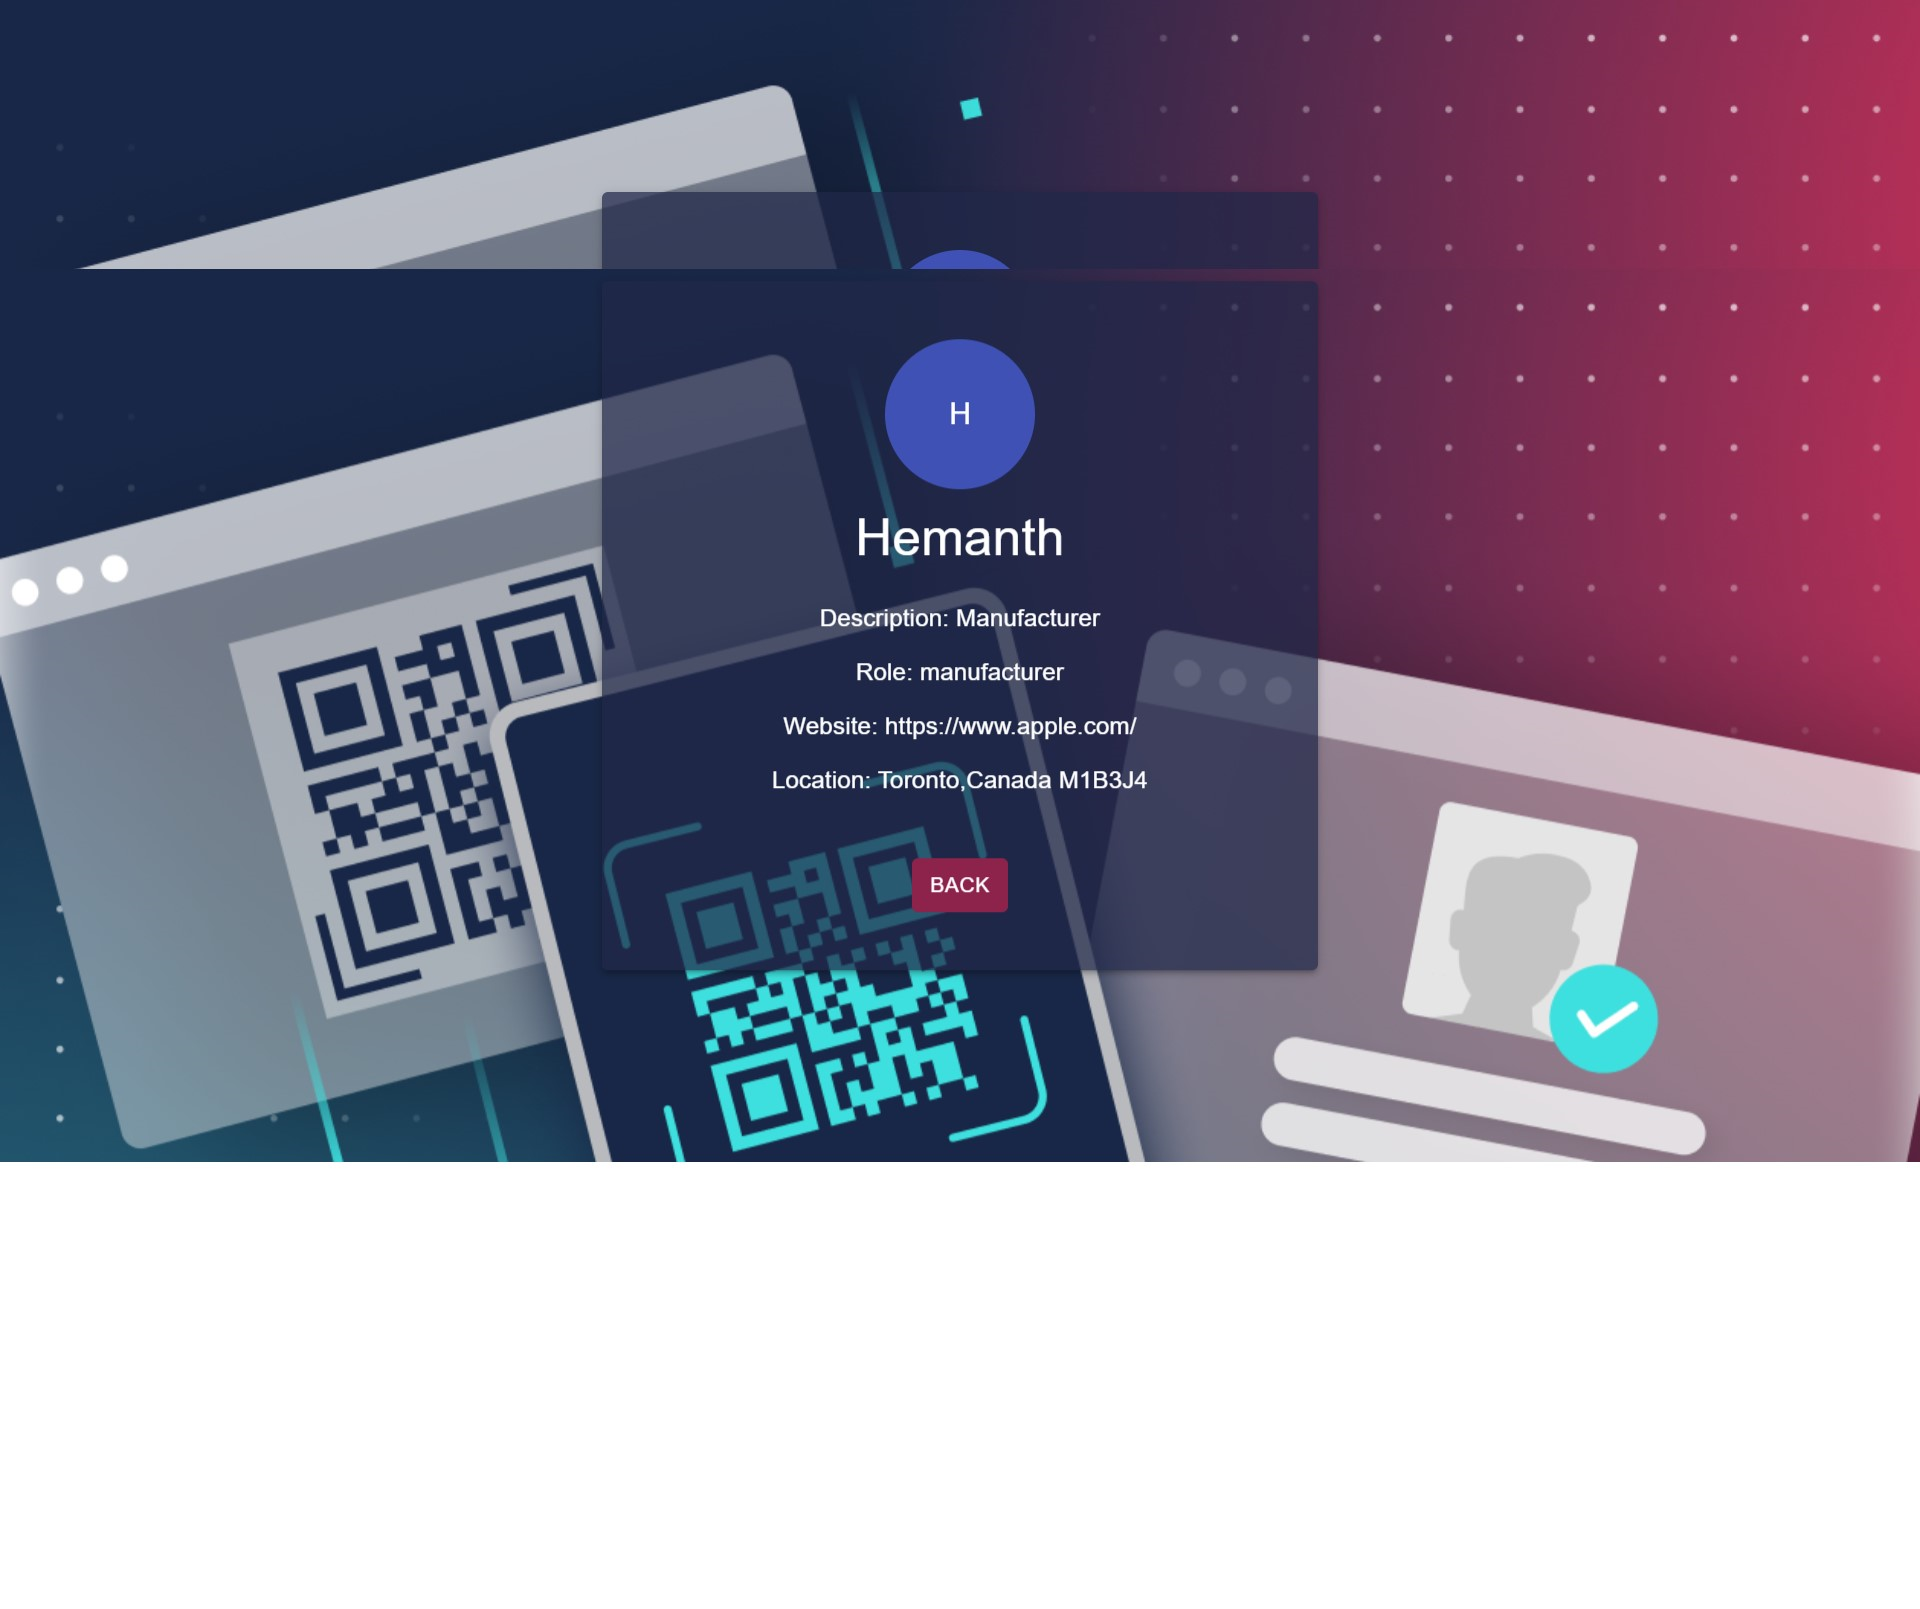 H
Hemanth
Description: Manufacturer
Role: manufacturer
Website: https://www.apple.com/
Location: Toronto,Canada M1B3J4
BACK